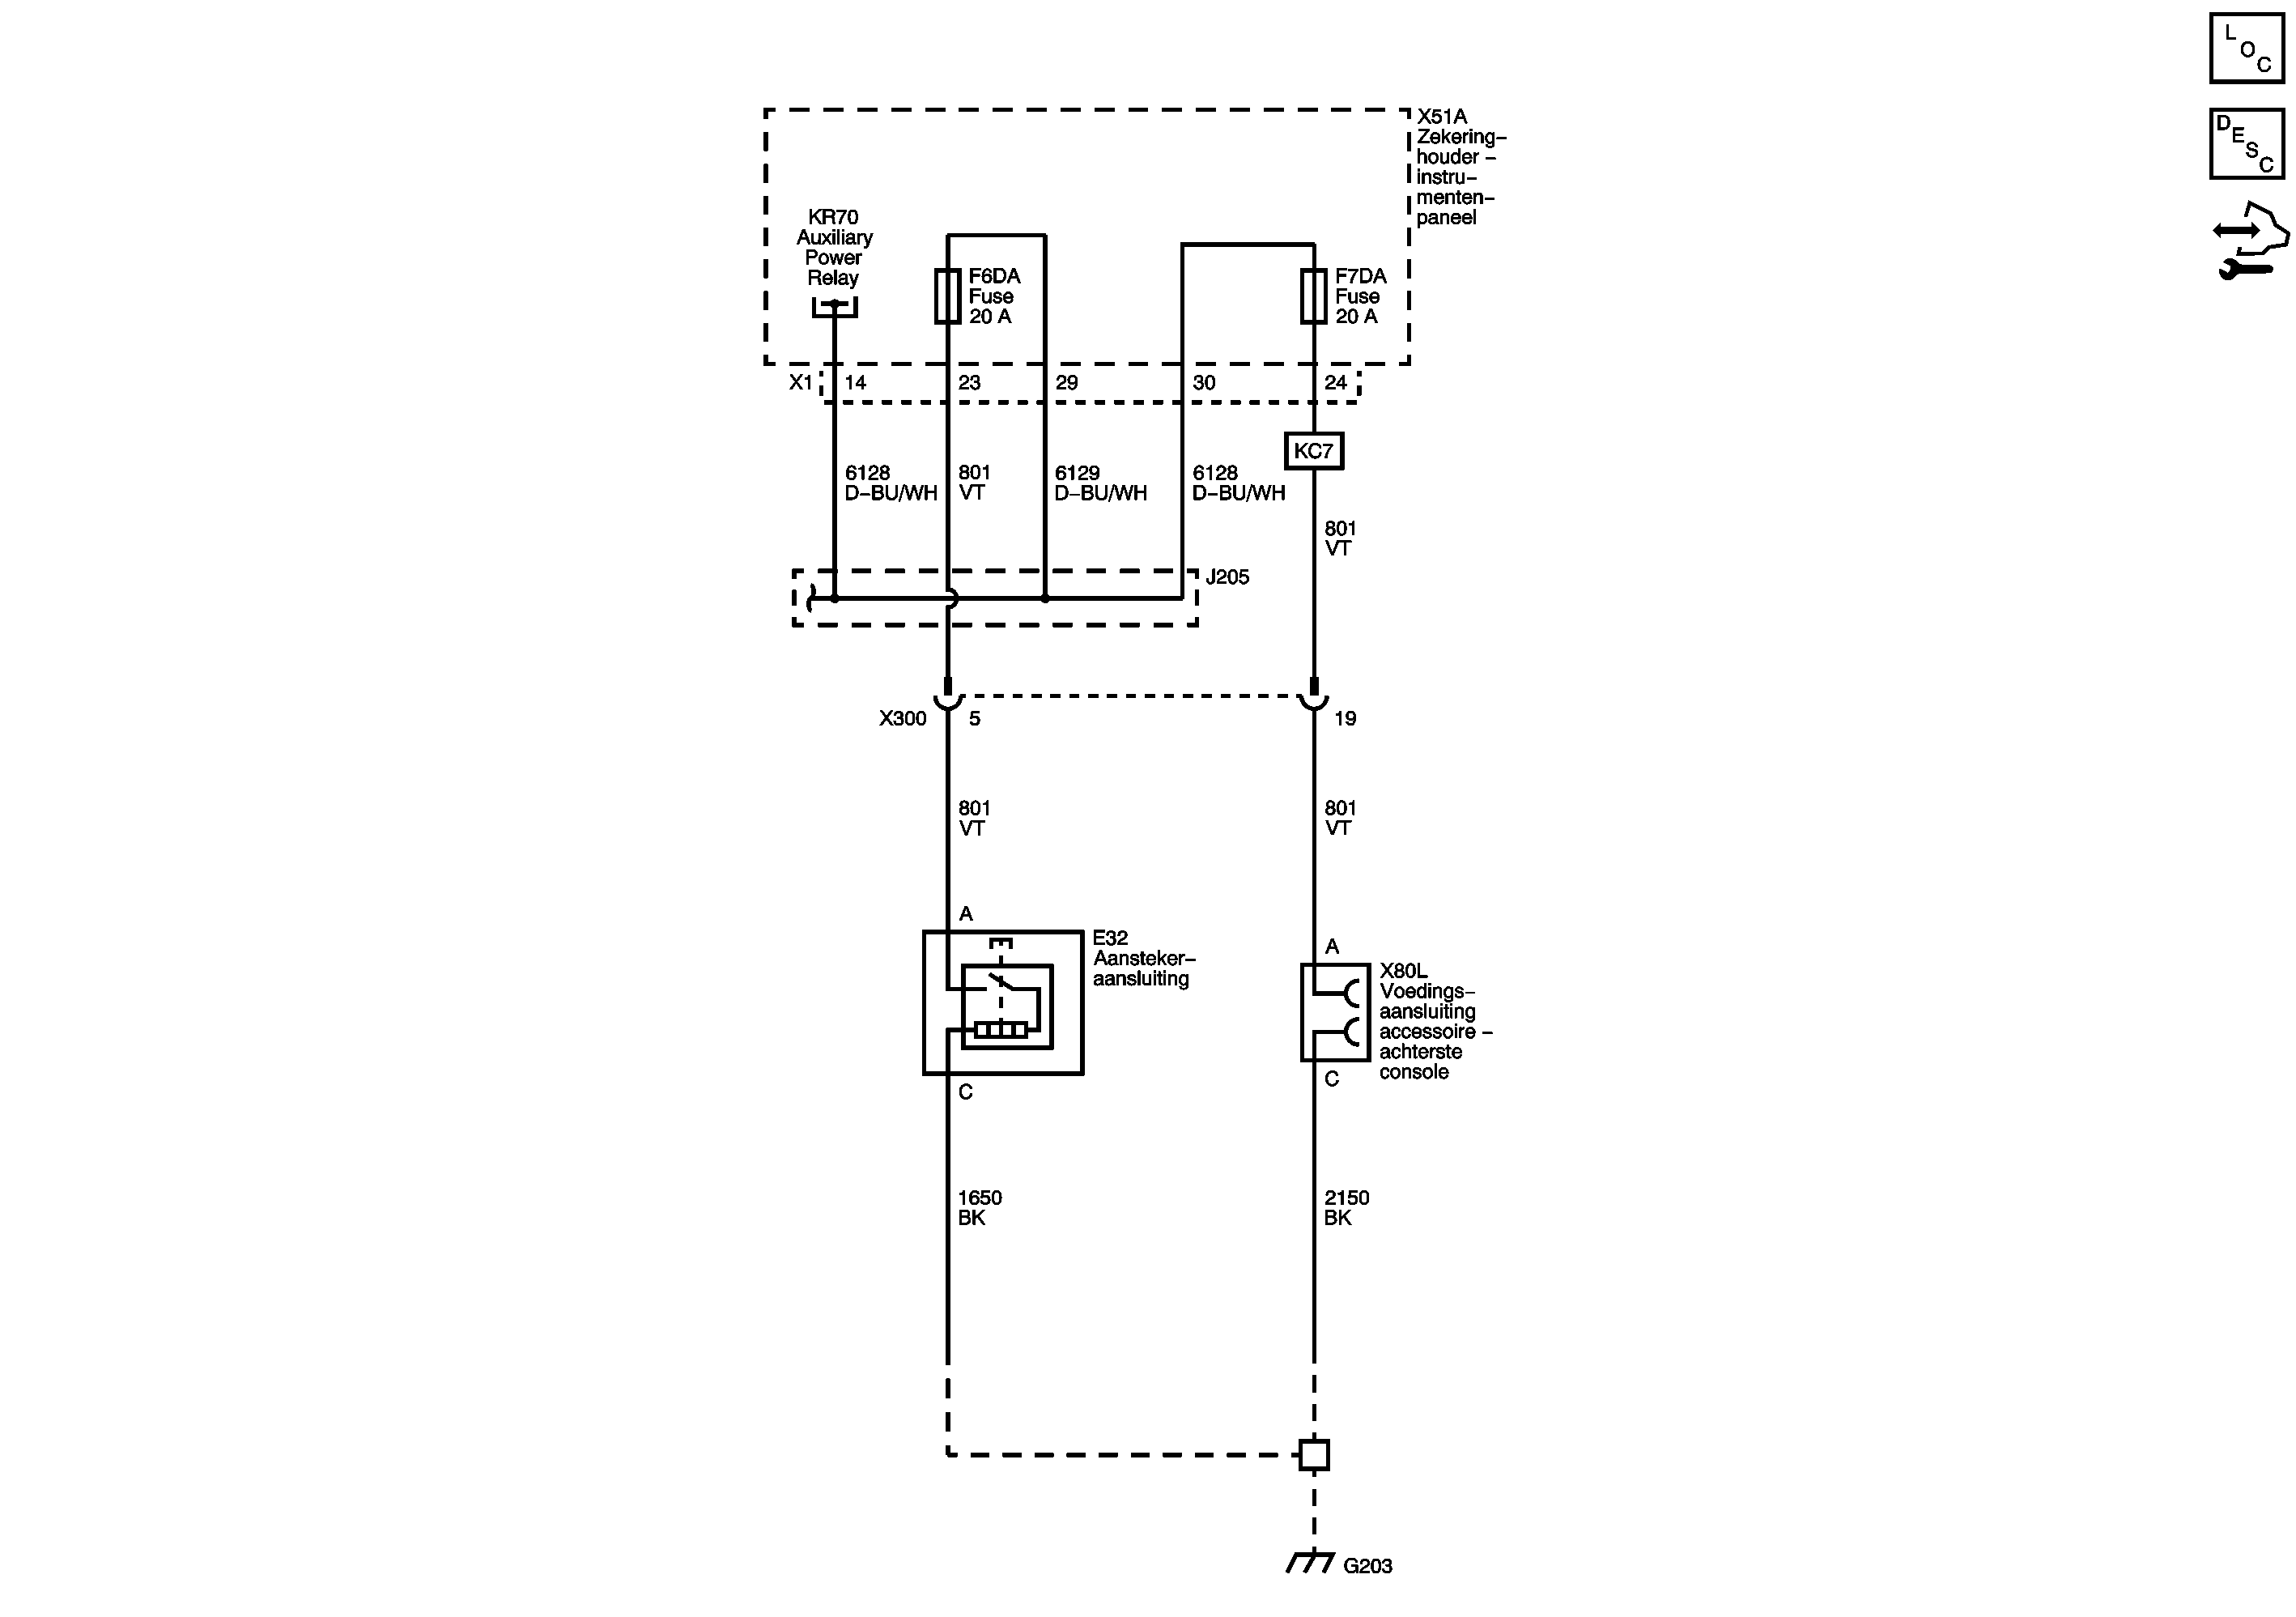 L
O
C
D
E
S
C
X51A
Zekering–
houder –
instru–
menten–
paneel
KR70
Auxiliary
Power
Relay
F6DA
Fuse
20 A
F7DA
Fuse
20 A
X1 14 23 29 30 24
KC7
6128
D–BU/WH
801
VT
6129
D–BU/WH
6128
D–BU/WH
801
VT
J205
X300 5 19
801
VT
801
VT
A
E32
Aansteker–
aansluiting
C
A
X80L
Voedings–
aansluiting
accessoire –
achterste
console
C
1650
BK
2150
BK
G203